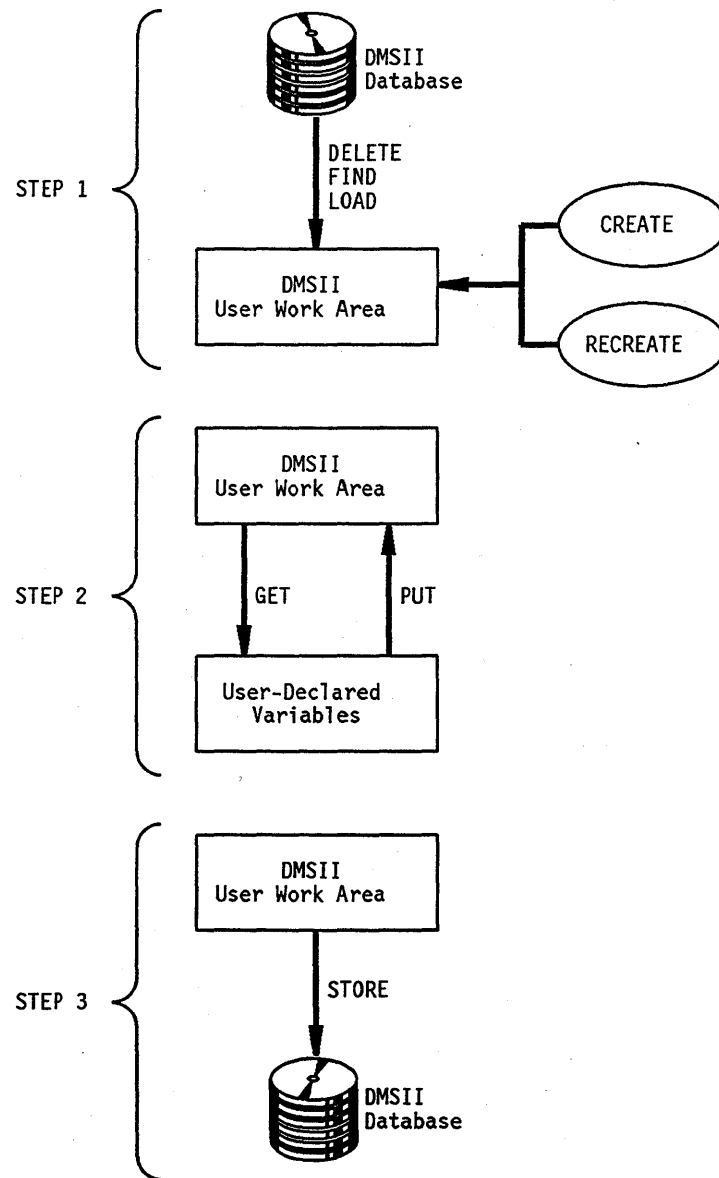 DMSII
Database
STEP 1
DELETE
FIND
LOAD
CREATE
DMSII
User Work Area
RECREATE
DMSII
User Work Area
STEP 2
GET
PUT
User-Declared
Variables
DMSII
User Work Area
STEP 3
STORE
DMSII
Database